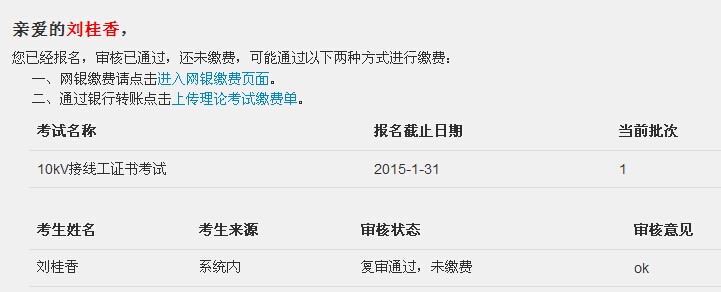 亲爱的刘桂香，
您已经报名，审核已通过，还未缴费，可能通过以下两种方式进行缴费：
一、网银缴费请点击进入网银缴费页面。
二、通过银行转账点击上传理论考试缴费单。
考试名称 报名截止日期 当前批次
10kV接线工证书考试 2015-1-31 1
考生姓名 考生来源 审核状态 审核意见
刘桂香 系统内 复审通过，未缴费 ok